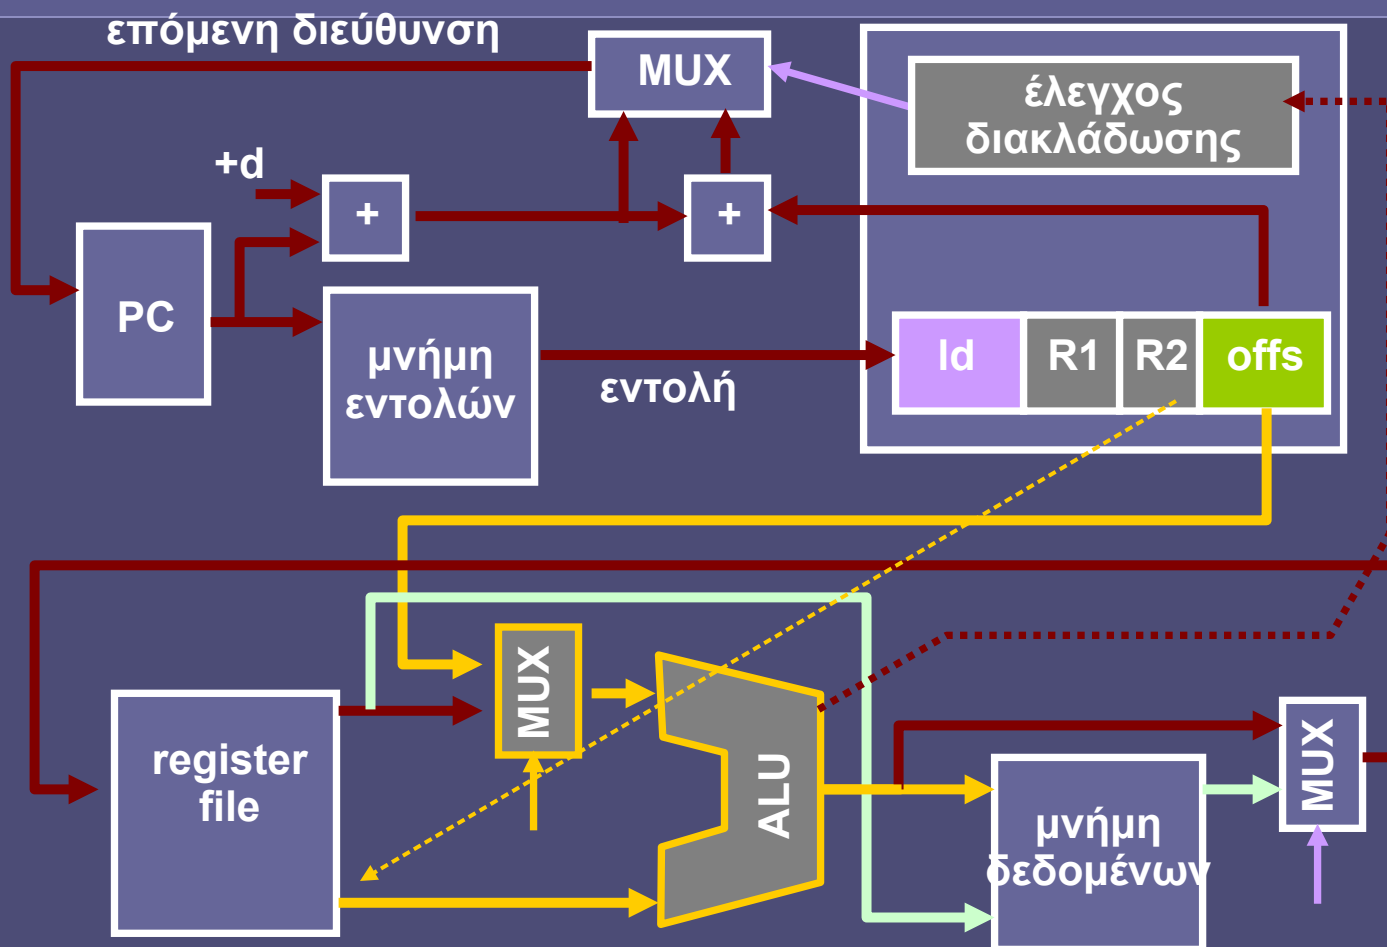 επόμενη διεύθυνση
MUX
έλεγχος
διακλάδωσης
+d
+
+
PC
μνήμη
εντολών
εντολή
ld
R1
R2
offs
MUX
register
file
ALU
MUX
μνήμη
δεδομένων